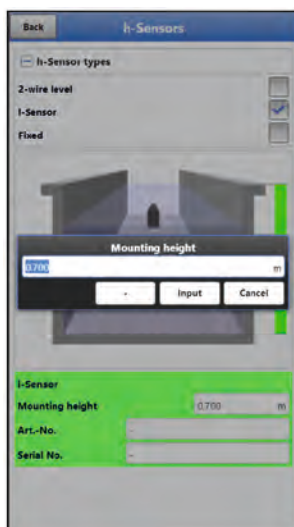 Back
h-Sensors
h-Sensor types
2-wire level
I-Sensor
Fixed
Mounting height
0.700 m
- Input Cancel
I-Sensor
Mounting height 0.700 m
Art.-No. -
Serial No. -